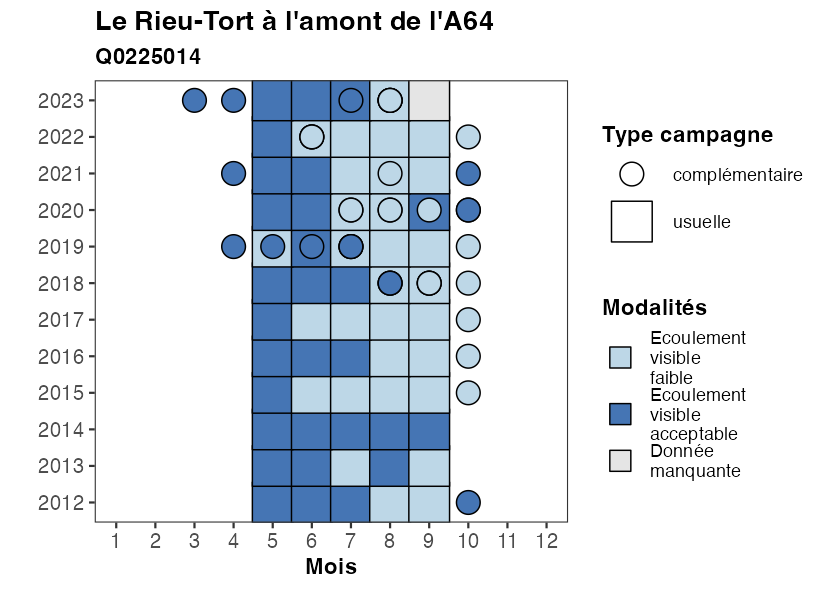 Le Rieu-Tort à l'amont de l'A64
Q0225014
2023
2022
2021
2020
2019
2018
2017
2016
2015
2014
2013
2012
1 2 3 4 5 6 7 8 9 10 11 12
Mois
Type campagne
complémentaire
usuelle
Modalités
Ecoulement
visible
faible
Ecoulement
visible
acceptable
Donnée
manquante